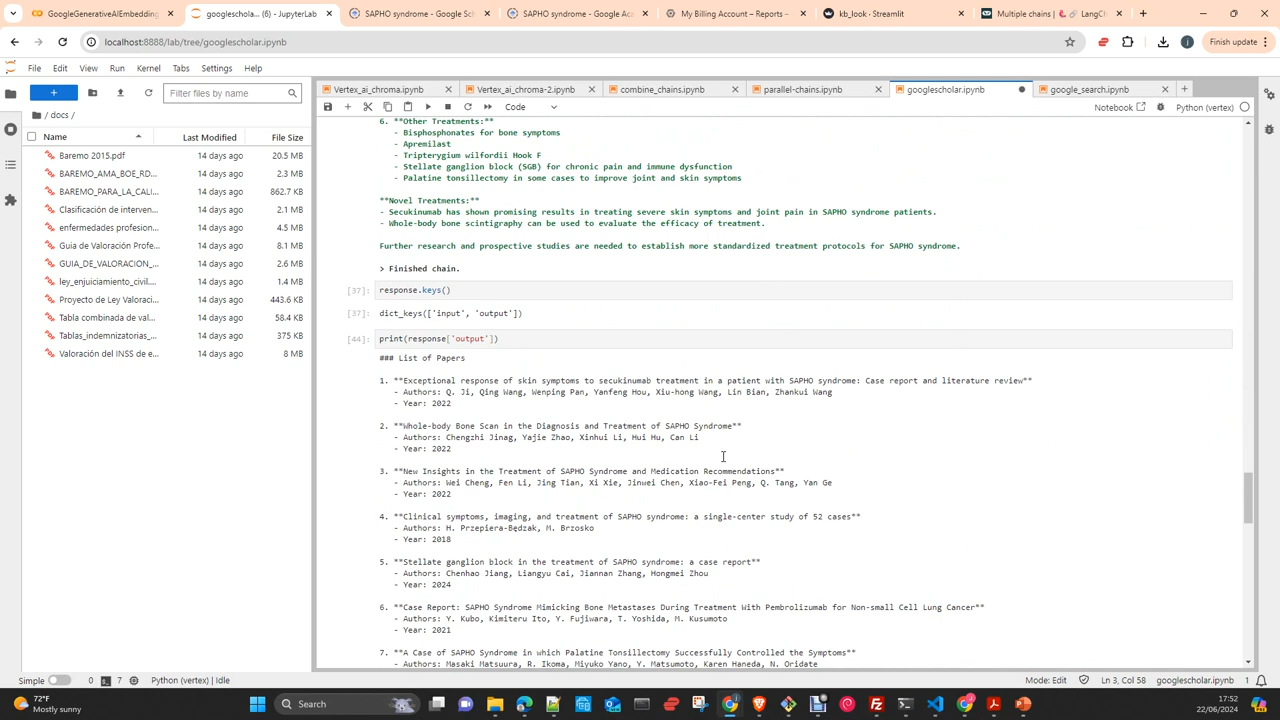 GoogleGenerativeAIEmbedding
googlescholar... (6) - JupyterLab
SAPHO syndrome - Google Sch
SAPHO syndrome - Google Aca
My Billing Account – Reports –
kb_look · Streamlit
Multiple chains | LangCh
localhost:8888/lab/tree/googlescholar.ipynb
Finish update
File Edit View Run Kernel Tabs Settings Help
Filter files by name
/ docs /
Name Last Modified File Size
Baremo 2015.pdf 14 days ago 20.5 MB
BAREMO_AMA_BOE_RD... 14 days ago 2.3 MB
BAREMO_PARA_LA_CALI... 14 days ago 862.7 KB
Clasificación de interven... 14 days ago 2.1 MB
enfermedades profesion... 14 days ago 4.5 MB
Guia de Valoración Profe... 14 days ago 8.1 MB
GUIA_DE_VALORACION_... 14 days ago 2.6 MB
ley_enjuiciamiento_civil.... 14 days ago 1.4 MB
Proyecto de Ley Valoraci... 14 days ago 443.6 KB
Tabla combinada de val... 14 days ago 58.4 KB
Tablas_indemnizatorias_... 14 days ago 375 KB
Valoración del INSS de e... 14 days ago 8 MB
Vertex_ai_chroma.ipynb
Vertex_ai_chroma-2.ipynb
combine_chains.ipynb
parallel-chains.ipynb
googlescholar.ipynb
google_search.ipynb
Code
Notebook
Python (vertex)
6. **Other Treatments:**
- Bisphosphonates for bone symptoms
- Apremilast
- Tripterygium wilfordii Hook F
- Stellate ganglion block (SGB) for chronic pain and immune dysfunction
- Palatine tonsillectomy in some cases to improve joint and skin symptoms
**Novel Treatments:**
- Secukinumab has shown promising results in treating severe skin symptoms and joint pain in SAPHO syndrome patients.
- Whole-body bone scintigraphy can be used to evaluate the efficacy of treatment.
Further research and prospective studies are needed to establish more standardized treatment protocols for SAPHO syndrome.
> Finished chain.
[37]: response.keys()
[37]: dict_keys(['input', 'output'])
[44]: print(response['output'])
### List of Papers
1. **Exceptional response of skin symptoms to secukinumab treatment in a patient with SAPHO syndrome: Case report and literature review**
- Authors: Q. Ji, Qing Wang, Wenping Pan, Yanfeng Hou, Xiu-hong Wang, Lin Bian, Zhankui Wang
- Year: 2022
2. **Whole-body Bone Scan in the Diagnosis and Treatment of SAPHO Syndrome**
- Authors: Chengzhi Jinag, Yajie Zhao, Xinhui Li, Hui Hu, Can Li
- Year: 2022
3. **New Insights in the Treatment of SAPHO Syndrome and Medication Recommendations**
- Authors: Wei Cheng, Fen Li, Jing Tian, Xi Xie, Jinwei Chen, Xiao-Fei Peng, Q. Tang, Yan Ge
- Year: 2022
4. **Clinical symptoms, imaging, and treatment of SAPHO syndrome: a single-center study of 52 cases**
- Authors: H. Przepiera-Będzak, M. Brzosko
- Year: 2018
5. **Stellate ganglion block in the treatment of SAPHO syndrome: a case report**
- Authors: Chenhao Jiang, Liangyu Cai, Jiannan Zhang, Hongmei Zhou
- Year: 2024
6. **Case Report: SAPHO Syndrome Mimicking Bone Metastases During Treatment With Pembrolizumab for Non-small Cell Lung Cancer**
- Authors: Y. Kubo, Kimiteru Ito, Y. Fujiwara, T. Yoshida, M. Kusumoto
- Year: 2021
7. **A Case of SAPHO Syndrome in which Palatine Tonsillectomy Successfully Controlled the Symptoms**
- Authors: Masaki Matsuura, R. Ikoma, Miyuko Yano, Y. Matsumoto, Karen Haneda, N. Oridate
Simple 0 7 Python (vertex) | Idle
Mode: Edit Ln 3, Col 58 googlescholar.ipynb 1
72°F
Mostly sunny
Search
17:52
22/06/2024